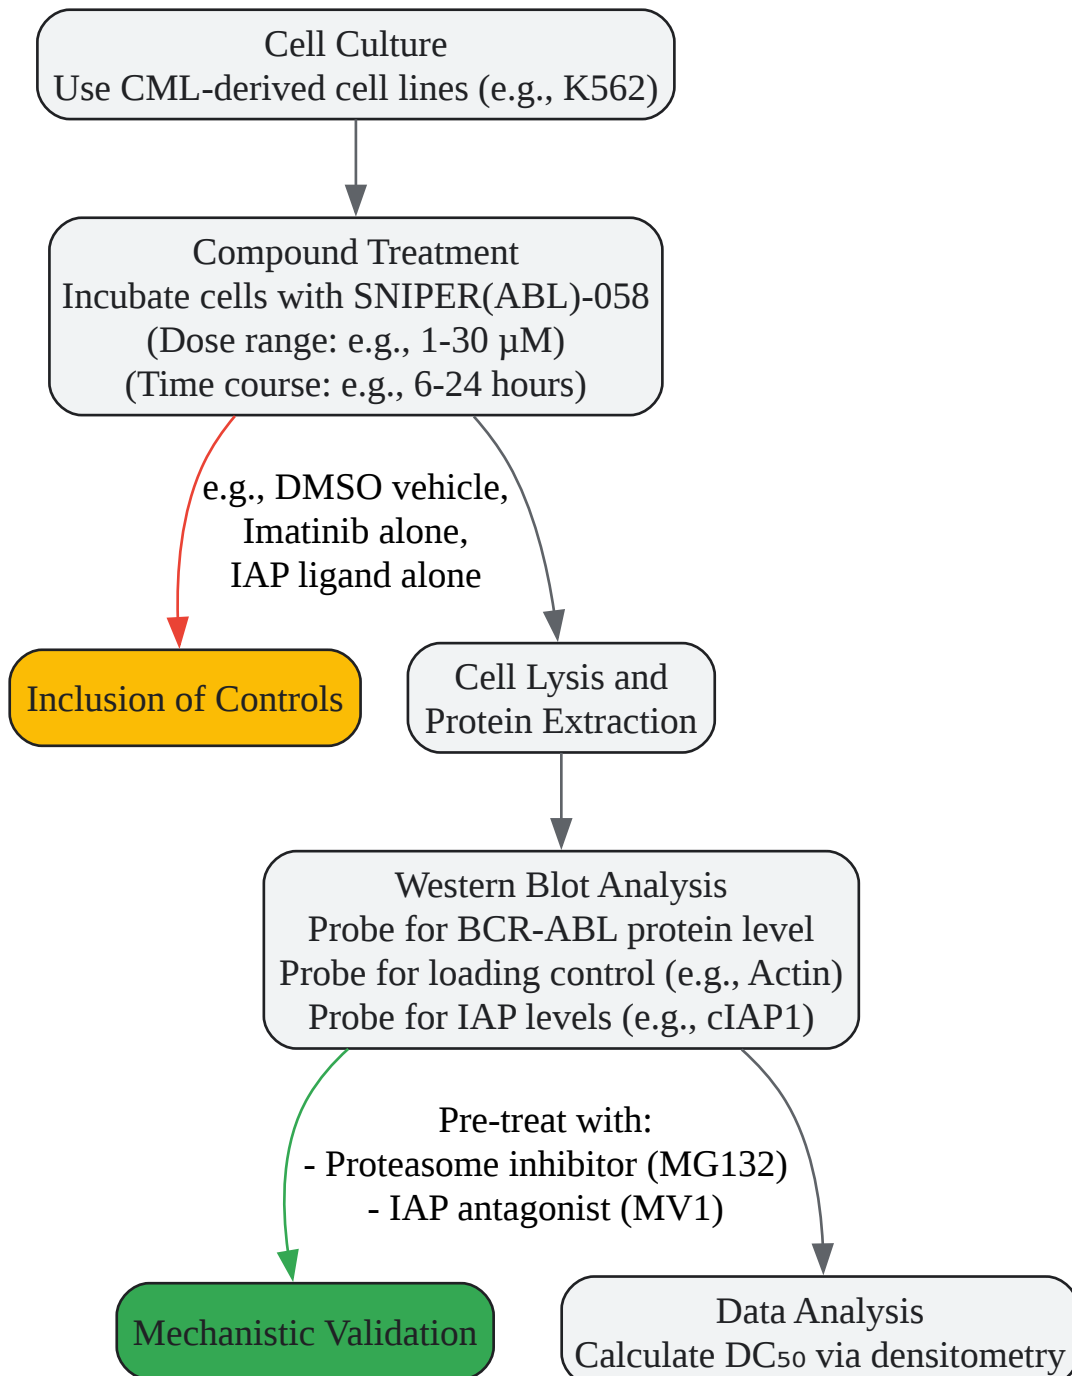 Cell Culture
Use CML-derived cell lines (e.g., K562)
Compound Treatment
Incubate cells with SNIPER(ABL)-058
(Dose range: e.g., 1-30 µM)
(Time course: e.g., 6-24 hours)
e.g., DMSO vehicle,
Imatinib alone,
IAP ligand alone
Inclusion of Controls
Cell Lysis and
Protein Extraction
Western Blot Analysis
Probe for BCR-ABL protein level
Probe for loading control (e.g., Actin)
Probe for IAP levels (e.g., cIAP1)
Pre-treat with:
- Proteasome inhibitor (MG132)
- IAP antagonist (MV1)
Mechanistic Validation
Data Analysis
Calculate DC₅₀ via densitometry